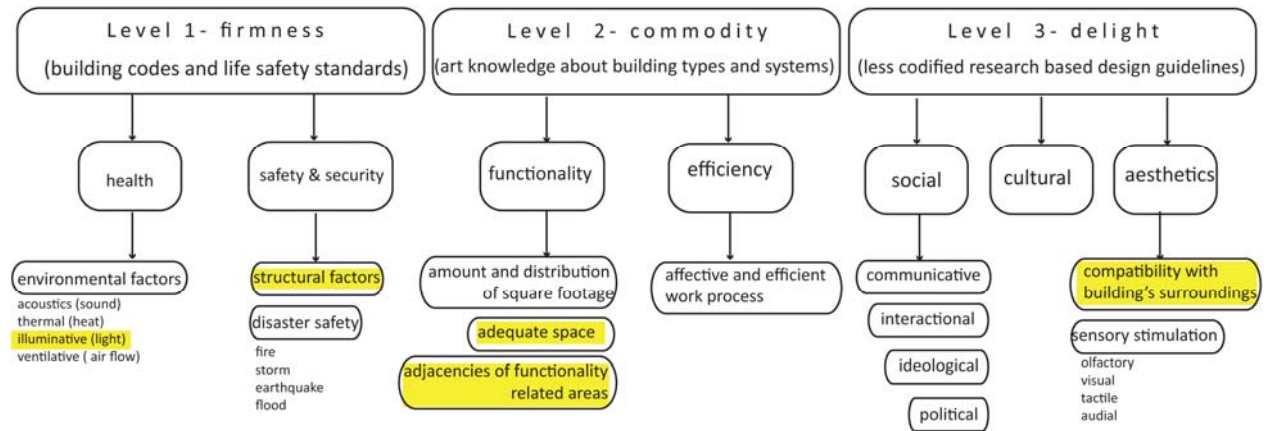 Level 1- firmness
(building codes and life safety standards)
health
environmental factors
acoustics (sound)
thermal (heat)
illuminative (light)
ventilative ( air flow)
safety & security
structural factors
disaster safety
fire
storm
earthquake
flood
Level 2- commodity
(art knowledge about building types and systems)
functionality
amount and distribution
of square footage
adequate space
adjacencies of functionality
related areas
efficiency
affective and efficient
work process
Level 3- delight
(less codified research based design guidelines)
social
communicative
interactional
ideological
political
cultural
aesthetics
compatibility with
building's surroundings
sensory stimulation
olfactory
visual
tactile
audial